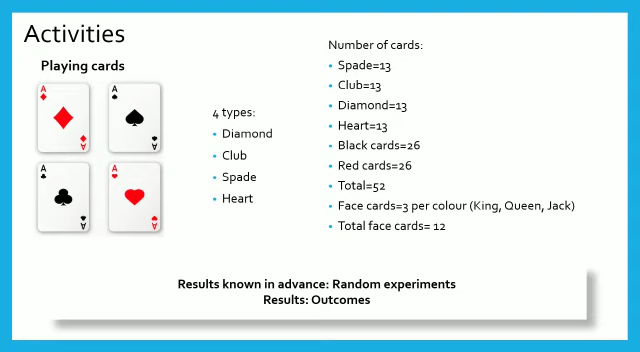 Activities
Playing cards
A
A
A
A
A
A
A
A
4 types:
• Diamond
• Club
• Spade
• Heart
Number of cards:
• Spade=13
• Club=13
• Diamond=13
• Heart=13
• Black cards=26
• Red cards=26
• Total=52
• Face cards=3 per colour (King, Queen, Jack)
• Total face cards= 12
Results known in advance: Random experiments
Results: Outcomes